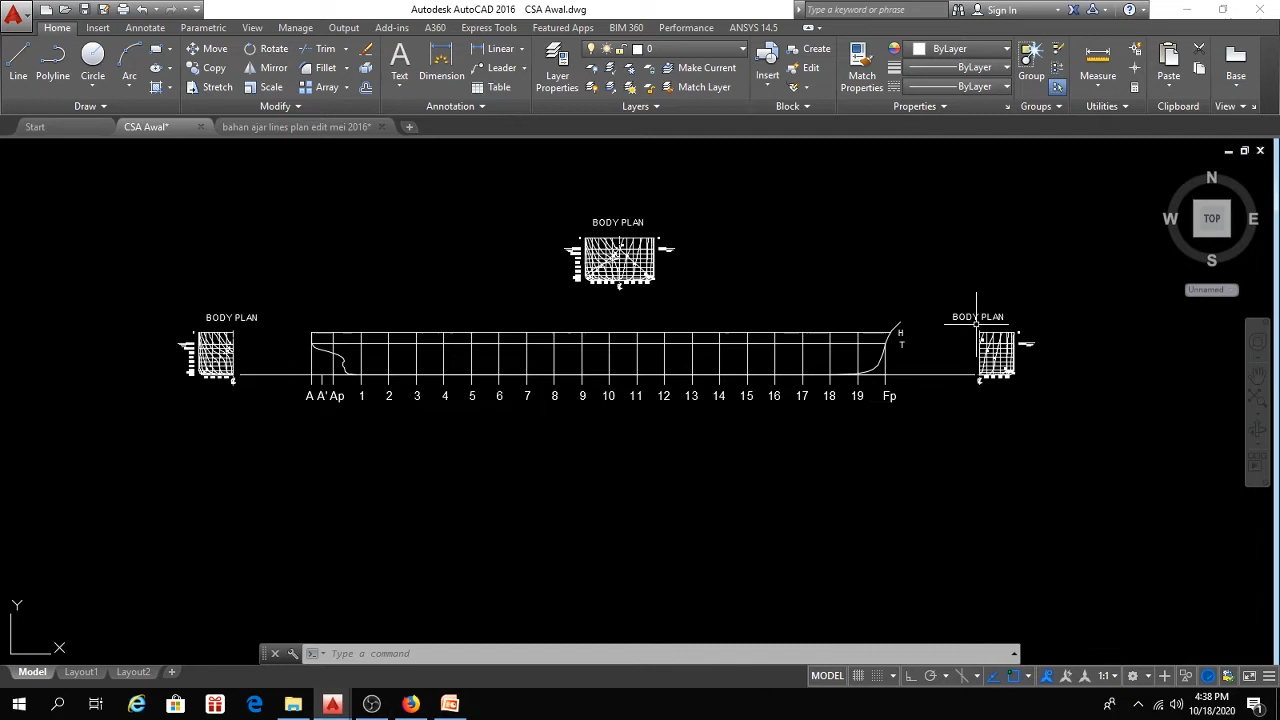 Autodesk AutoCAD 2016 CSA Awal.dwg
Type a keyword or phrase
Sign In
Home Insert Annotate Parametric View Manage Output Add-ins A360 Express Tools Featured Apps BIM 360 Performance ANSYS 14.5
Line Polyline Circle Arc
Move Rotate Trim
Copy Mirror Fillet
Stretch Scale Array
Text Dimension
Linear
Leader
Table
Layer Properties
0
Make Current
Match Layer
Insert
Create
Edit
Match Properties
ByLayer
ByLayer
ByLayer
Group
Measure
Paste
Base
Draw Modify Annotation Layers Block Properties Groups Utilities Clipboard View
Start CSA Awal* bahan ajar lines plan edit mei 2016*
N
W TOP E
S
Unnamed
BODY PLAN
BODY PLAN
BODY PLAN
H
T
A A' Ap 1 2 3 4 5 6 7 8 9 10 11 12 13 14 15 16 17 18 19 Fp
Y
X
Type a command
Model Layout1 Layout2
MODEL 1:1
4:38 PM
10/18/2020
1